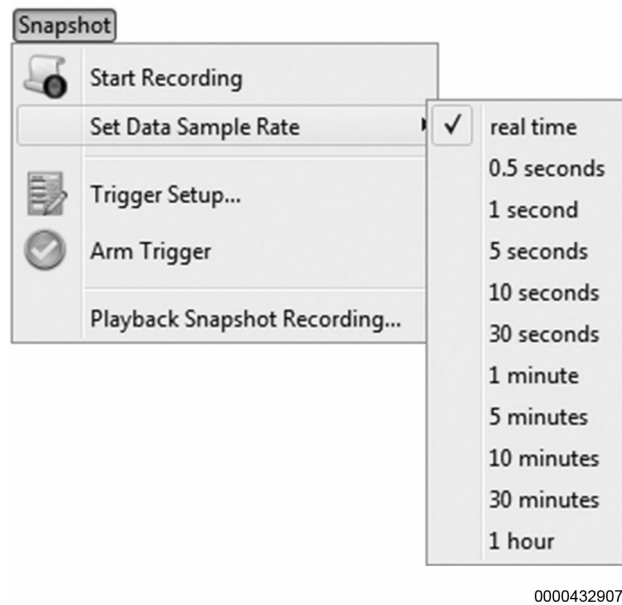 Snapshot
Start Recording
Set Data Sample Rate
real time
0.5 seconds
1 second
5 seconds
10 seconds
30 seconds
1 minute
5 minutes
10 minutes
30 minutes
1 hour
Trigger Setup...
Arm Trigger
Playback Snapshot Recording...
0000432907